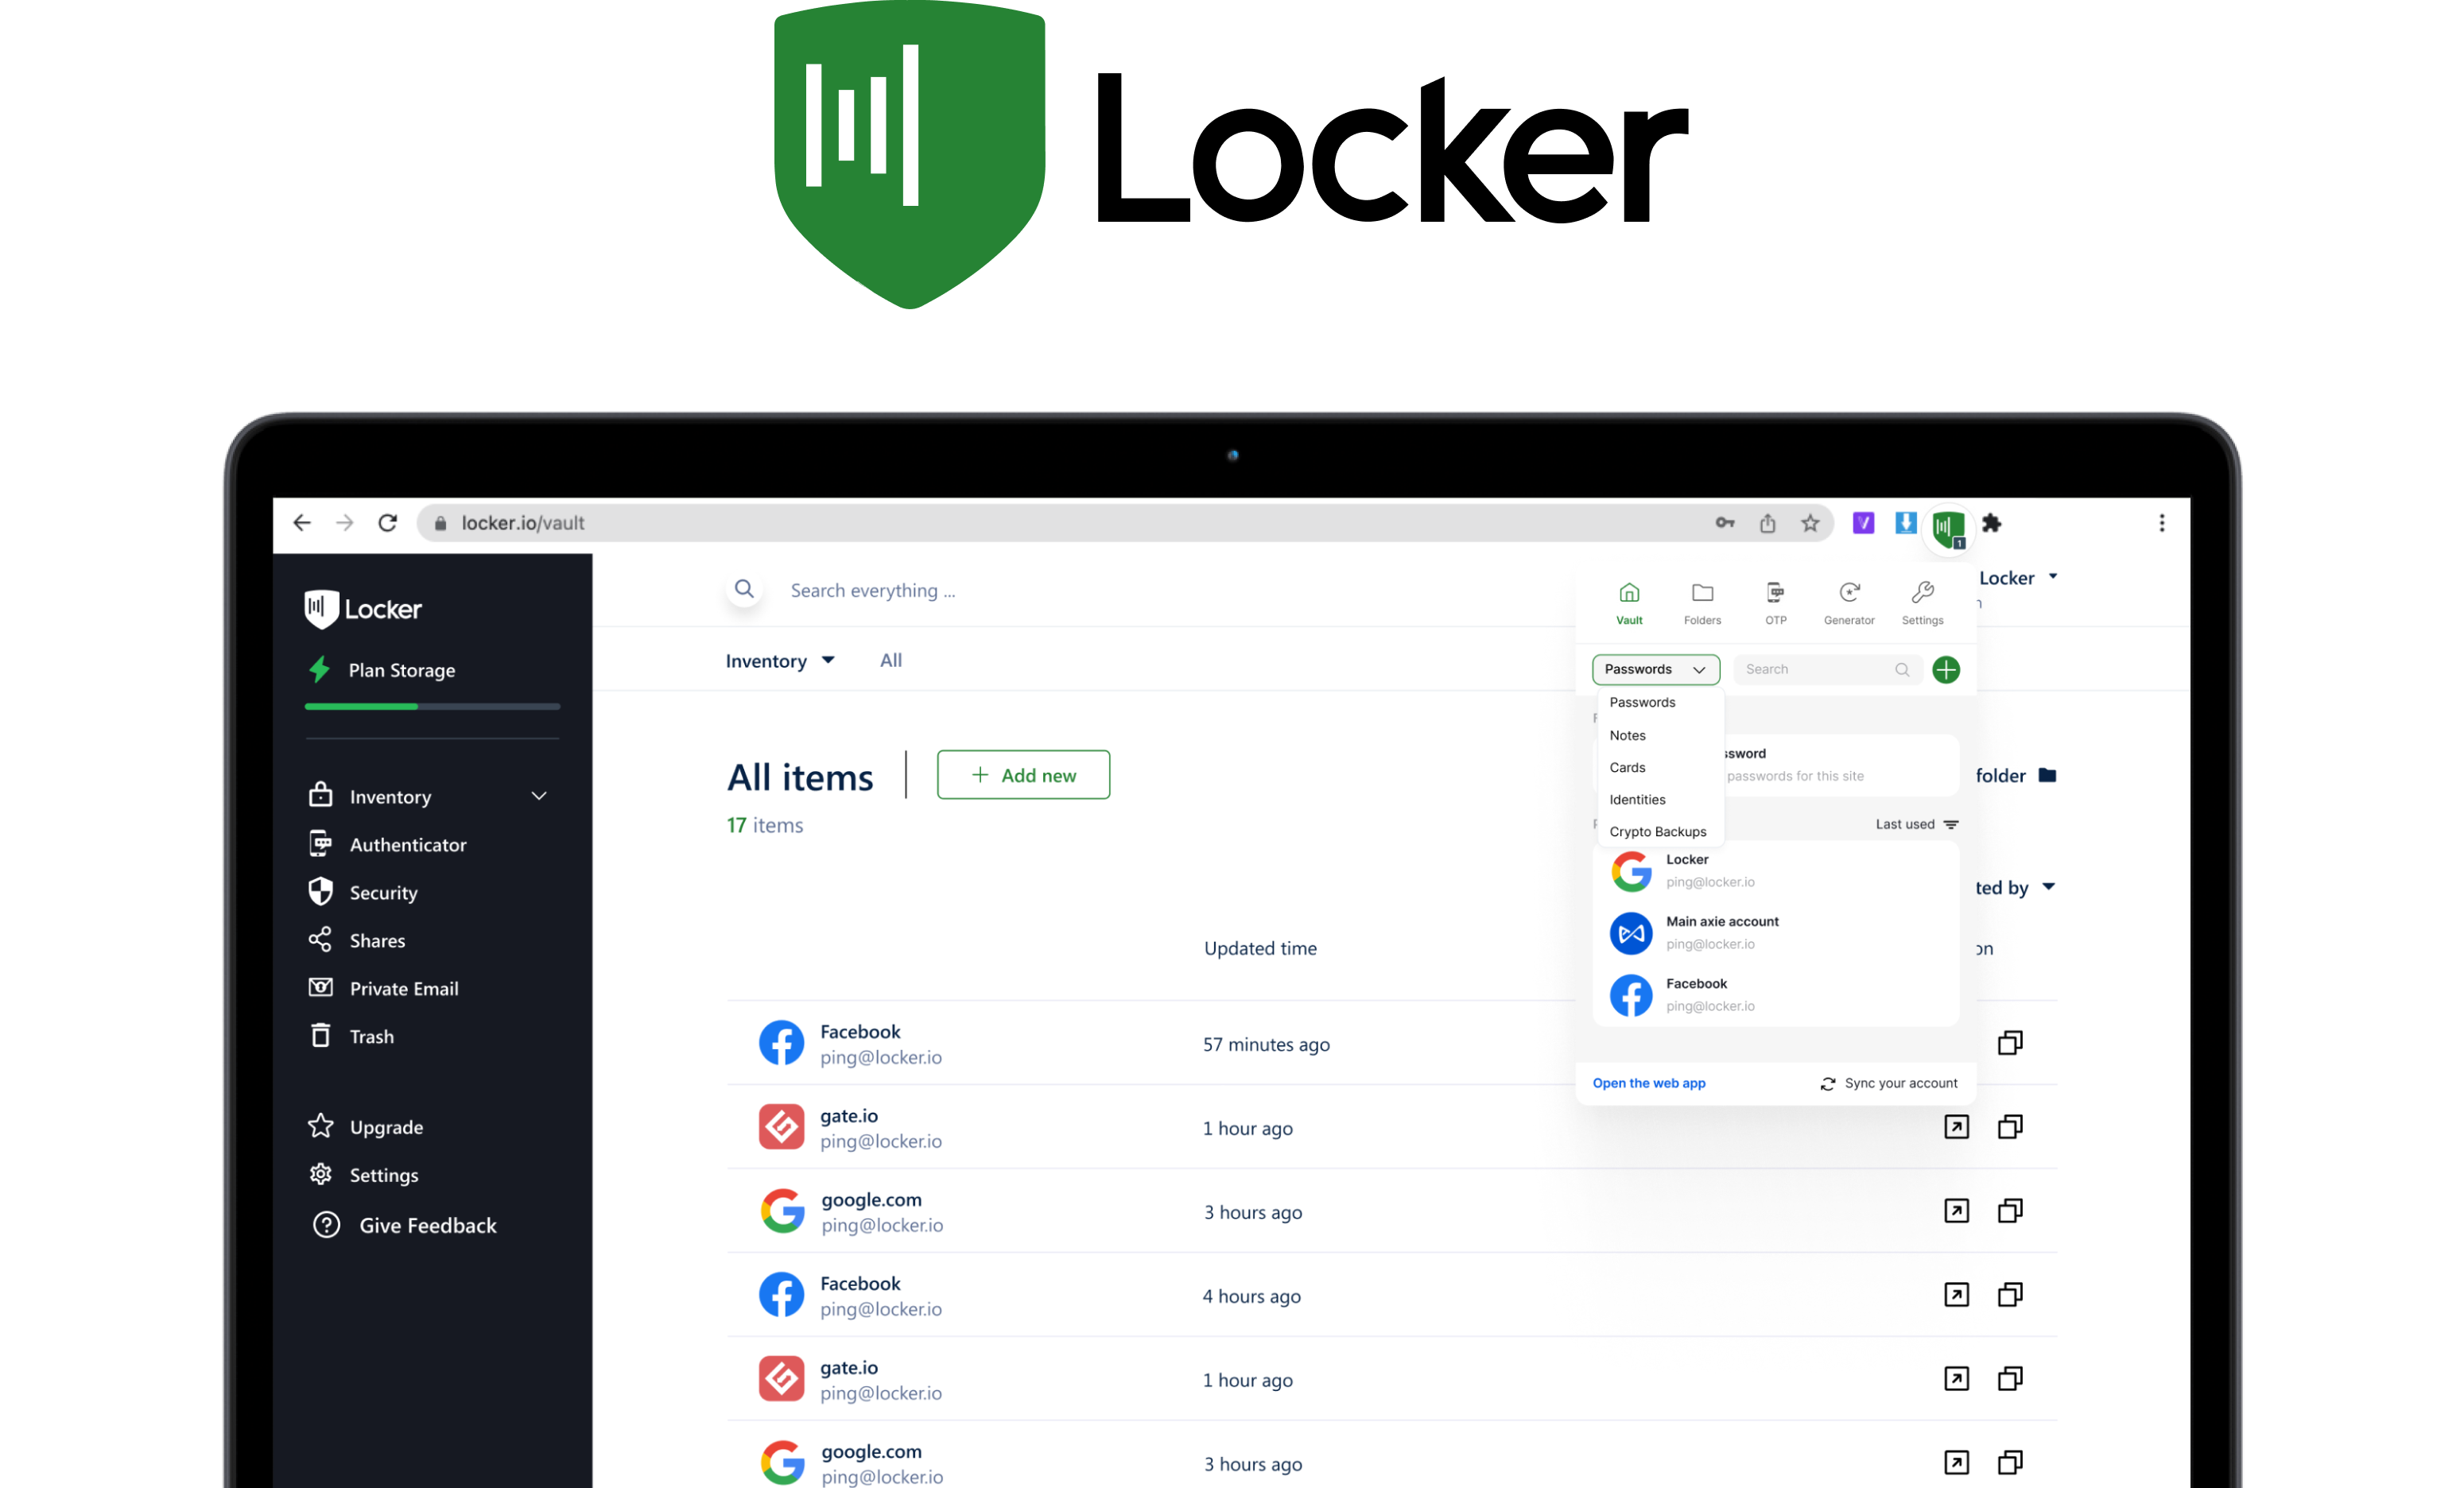 Locker
locker.io/vault
1
Locker
Plan Storage
Inventory
Authenticator
Security
Shares
Private Email
Trash
Upgrade
Settings
Give Feedback
Search everything ...
Locker
Inventory
All
All items
Add new
17 items
folder
ted by
Updated time
on
Facebook
ping@locker.io
57 minutes ago
gate.io
ping@locker.io
1 hour ago
google.com
ping@locker.io
3 hours ago
Facebook
ping@locker.io
4 hours ago
gate.io
ping@locker.io
1 hour ago
google.com
ping@locker.io
3 hours ago
Vault
Folders
OTP
Generator
Settings
Passwords
Search
Passwords
Notes
Cards
Identities
Crypto Backups
ssword
passwords for this site
Last used
Locker
ping@locker.io
Main axie account
ping@locker.io
Facebook
ping@locker.io
Open the web app
Sync your account